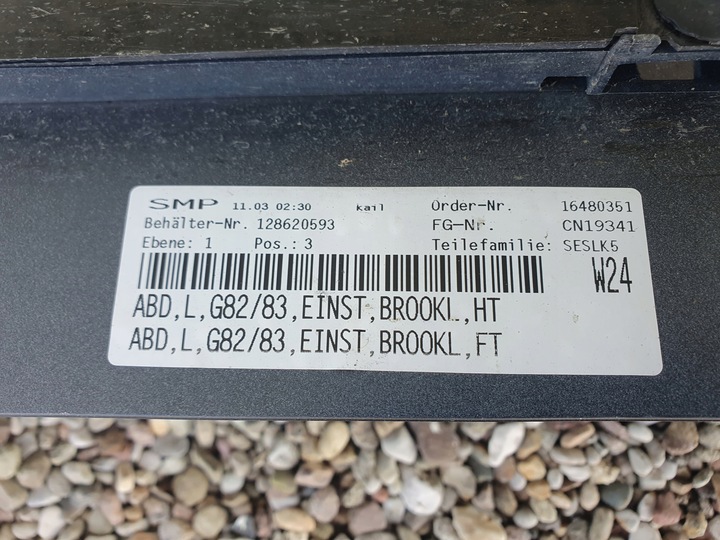 SMP 11.03 02:30 kail Order-Nr. 16480351
Behälter-Nr. 128620593 FG-Nr. CN19341
Ebene: 1 Pos.: 3 Teilefamilie: SESLK5
W24
ABD,L,G82/83,EINST,BROOKL,HT
ABD,L,G82/83,EINST,BROOKL,FT